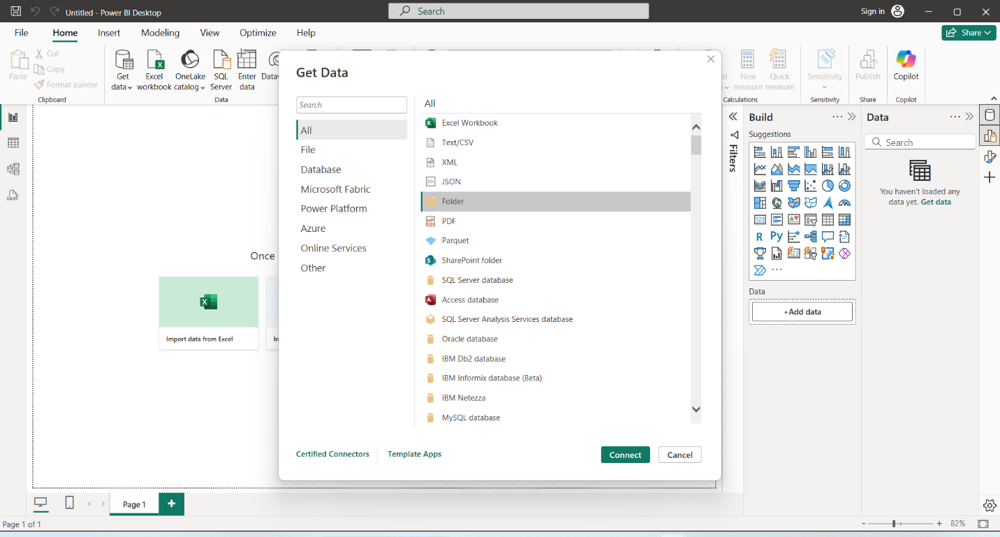 Untitled - Power BI Desktop
Search
Sign in
File Home Insert Modeling View Optimize Help
Share
Paste
Cut
Copy
Format painter
Clipboard
Get data
Excel workbook
OneLake catalog
SQL Server
Enter data
Data
New measure
Quick measure
Calculations
Sensitivity
Sensitivity
Publish
Share
Copilot
Copilot
Get Data
Search
All
File
Database
Microsoft Fabric
Power Platform
Azure
Online Services
Other
All
Excel Workbook
Text/CSV
XML
JSON
Folder
PDF
Parquet
SharePoint folder
SQL Server database
Access database
SQL Server Analysis Services database
Oracle database
IBM Db2 database
IBM Informix database (Beta)
IBM Netezza
MySQL database
Certified Connectors
Template Apps
Connect
Cancel
Once
Import data from Excel
Filters
Build
Suggestions
123
R Py
Data
+Add data
Data
Search
You haven't loaded any
data yet. Get data
Page 1
Page 1 of 1
- + 82%